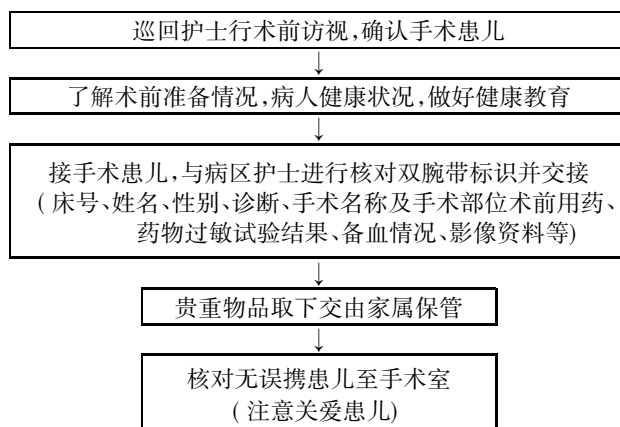 巡回护士行术前访视,确认手术患儿
↓
了解术前准备情况,病人健康状况,做好健康教育
↓
接手术患儿,与病区护士进行核对双腕带标识并交接
(床号、姓名、性别、诊断、手术名称及手术部位术前用药、
药物过敏试验结果、备血情况、影像资料等)
↓
贵重物品取下交由家属保管
↓
核对无误携患儿至手术室
(注意关爱患儿)